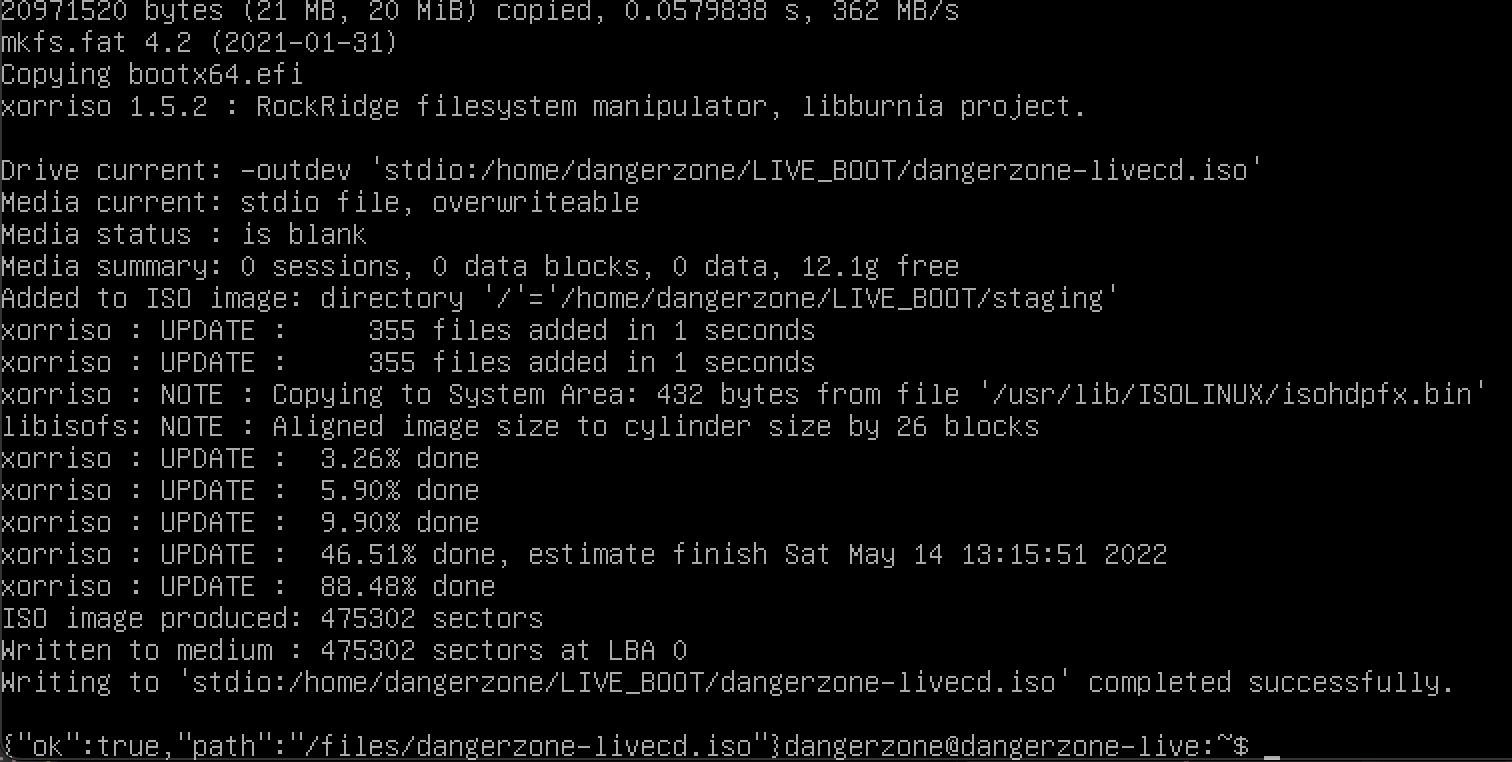 20971520 bytes (21 MB, 20 MiB) copied, 0.0579838 s, 362 MB/s
mkfs.fat 4.2 (2021-01-31)
Copying bootx64.efi
xorriso 1.5.2 : RockRidge filesystem manipulator, libburnia project.

Drive current: -outdev 'stdio:/home/dangerzone/LIVE_BOOT/dangerzone-livecd.iso'
Media current: stdio file, overwriteable
Media status : is blank
Media summary: 0 sessions, 0 data blocks, 0 data, 12.1g free
Added to ISO image: directory '/'='/home/dangerzone/LIVE_BOOT/staging'
xorriso : UPDATE :     355 files added in 1 seconds
xorriso : UPDATE :     355 files added in 1 seconds
xorriso : NOTE : Copying to System Area: 432 bytes from file '/usr/lib/ISOLINUX/isohdpfx.bin'
libisofs: NOTE : Aligned image size to cylinder size by 26 blocks
xorriso : UPDATE :  3.26% done
xorriso : UPDATE :  5.90% done
xorriso : UPDATE :  9.90% done
xorriso : UPDATE :  46.51% done, estimate finish Sat May 14 13:15:51 2022
xorriso : UPDATE :  88.48% done
ISO image produced: 475302 sectors
Written to medium : 475302 sectors at LBA 0
Writing to 'stdio:/home/dangerzone/LIVE_BOOT/dangerzone-livecd.iso' completed successfully.

{"ok":true,"path":"/files/dangerzone-livecd.iso"}dangerzone@dangerzone-live:~$ _